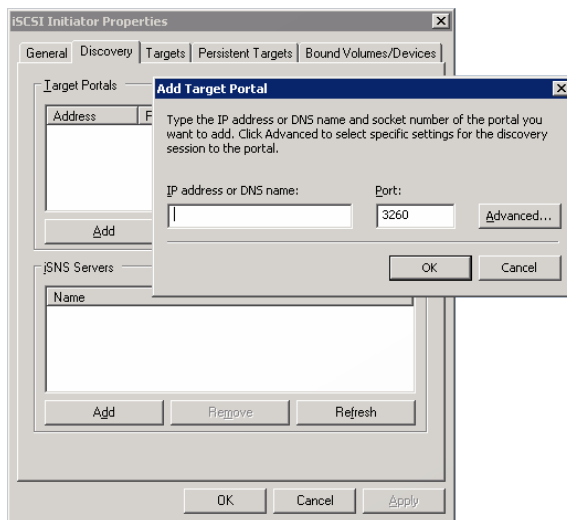 iSCSI Initiator Properties
General Discovery Targets Persistent Targets Bound Volumes/Devices
Target Portals
Address F
Add
Add Target Portal
Type the IP address or DNS name and socket number of the portal you
want to add. Click Advanced to select specific settings for the discovery
session to the portal.
IP address or DNS name: Port:
3260 Advanced...
OK Cancel
iSNS Servers
Name
Add Remove Refresh
OK Cancel Apply